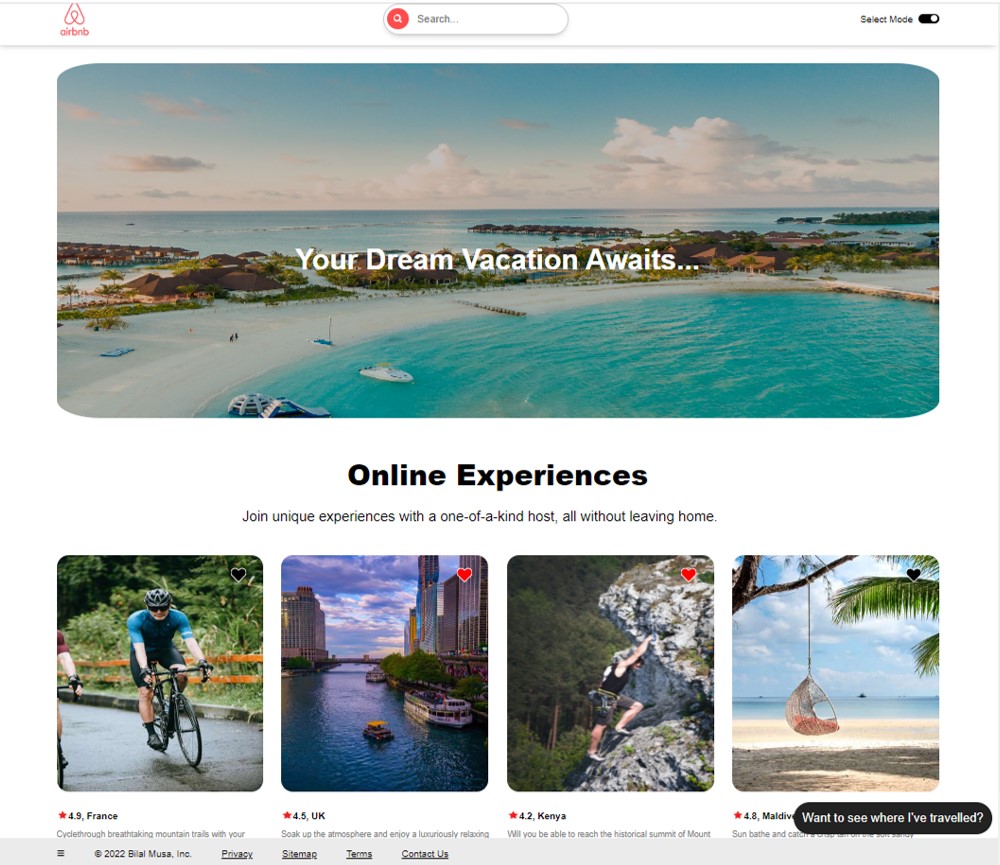 airbnb
Search...
Select Mode
Your Dream Vacation Awaits...
Online Experiences
Join unique experiences with a one-of-a-kind host, all without leaving home.
4.9, France
Cyclethrough breathtaking mountain trails with your
4.5, UK
Soak up the atmosphere and enjoy a luxuriously relaxing
4.2, Kenya
Will you be able to reach the historical summit of Mount
4.8, Maldive
Sun bathe and catch a crisp tan on the soft sandy
Want to see where I've travelled?
© 2022 Bilal Musa, Inc.
Privacy
Sitemap
Terms
Contact Us